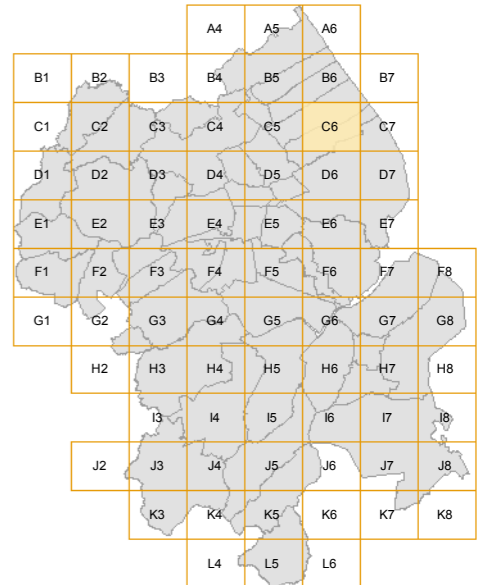 A4 A5 A6
B1 B2 B3 B4 B5 B6 B7
C1 C2 C3 C4 C5 C6 C7
D1 D2 D3 D4 D5 D6 D7
E1 E2 E3 E4 E5 E6 E7
F1 F2 F3 F4 F5 F6 F7 F8
G1 G2 G3 G4 G5 G6 G7 G8
H2 H3 H4 H5 H6 H7 H8
I3 I4 I5 I6 I7 I8
J2 J3 J4 J5 J6 J7 J8
K3 K4 K5 K6 K7 K8
L4 L5 L6